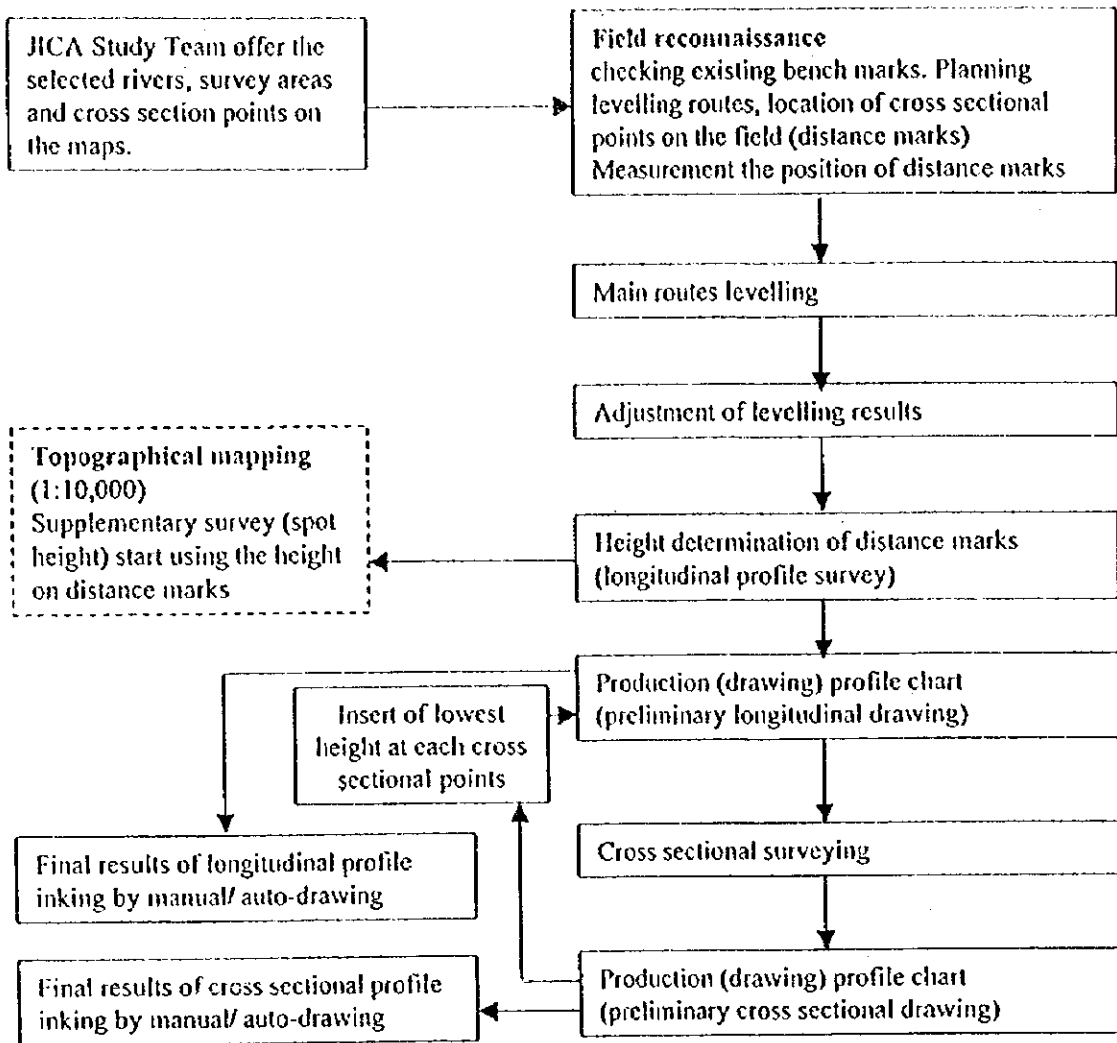 JICA Study Team offer the
selected rivers, survey areas
and cross section points on
the maps.
Field reconnaissance
checking existing bench marks. Planning
levelling routes, location of cross sectional
points on the field (distance marks)
Measurement the position of distance marks
Main routes levelling
Adjustment of levelling results
Topographical mapping
(1:10,000)
Supplementary survey (spot
height) start using the height
on distance marks
Height determination of distance marks
(longitudinal profile survey)
Production (drawing) profile chart
(preliminary longitudinal drawing)
Insert of lowest
height at each cross
sectional points
Final results of longitudinal profile
inking by manual/ auto-drawing
Cross sectional surveying
Final results of cross sectional profile
inking by manual/ auto-drawing
Production (drawing) profile chart
(preliminary cross sectional drawing)